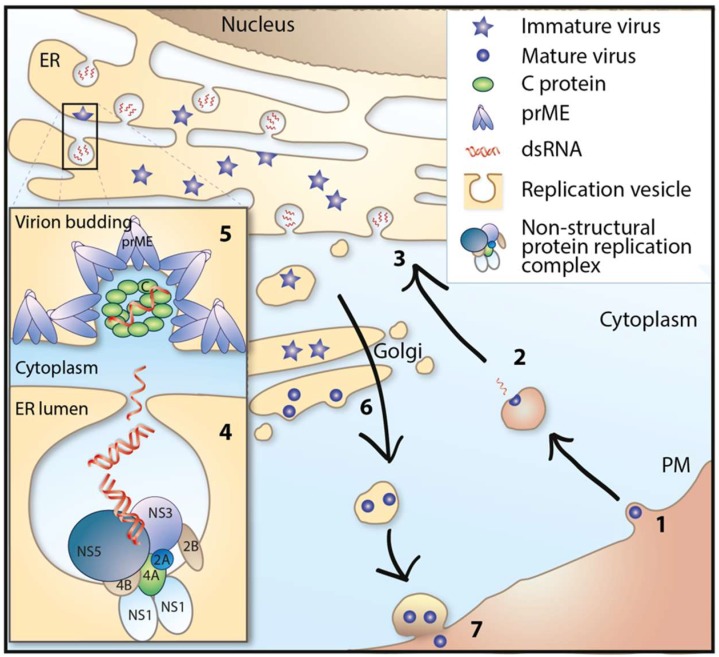 Nucleus
ER
Immature virus
Mature virus
C protein
prME
dsRNA
Replication vesicle
Non-structural
protein replication
complex
Virion budding
prME
5
C
Cytoplasm
ER lumen
4
NS3
NS5
2A
2B
4A
4B
NS1
NS1
3
Cytoplasm
Golgi
2
6
PM
1
7